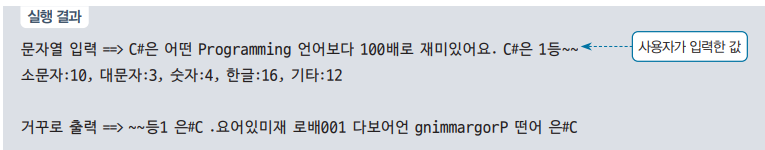 실행 결과
문자열 입력 ==> C#은 어떤 Programming 언어보다 100배로 재미있어요. C#은 1등~~
사용자가 입력한 값
소문자:10, 대문자:3, 숫자:4, 한글:16, 기타:12
거꾸로 출력 ==> ~~등1 은#C .요어있미재 로배001 다보어언 gnimmargorP 떤어 은#C